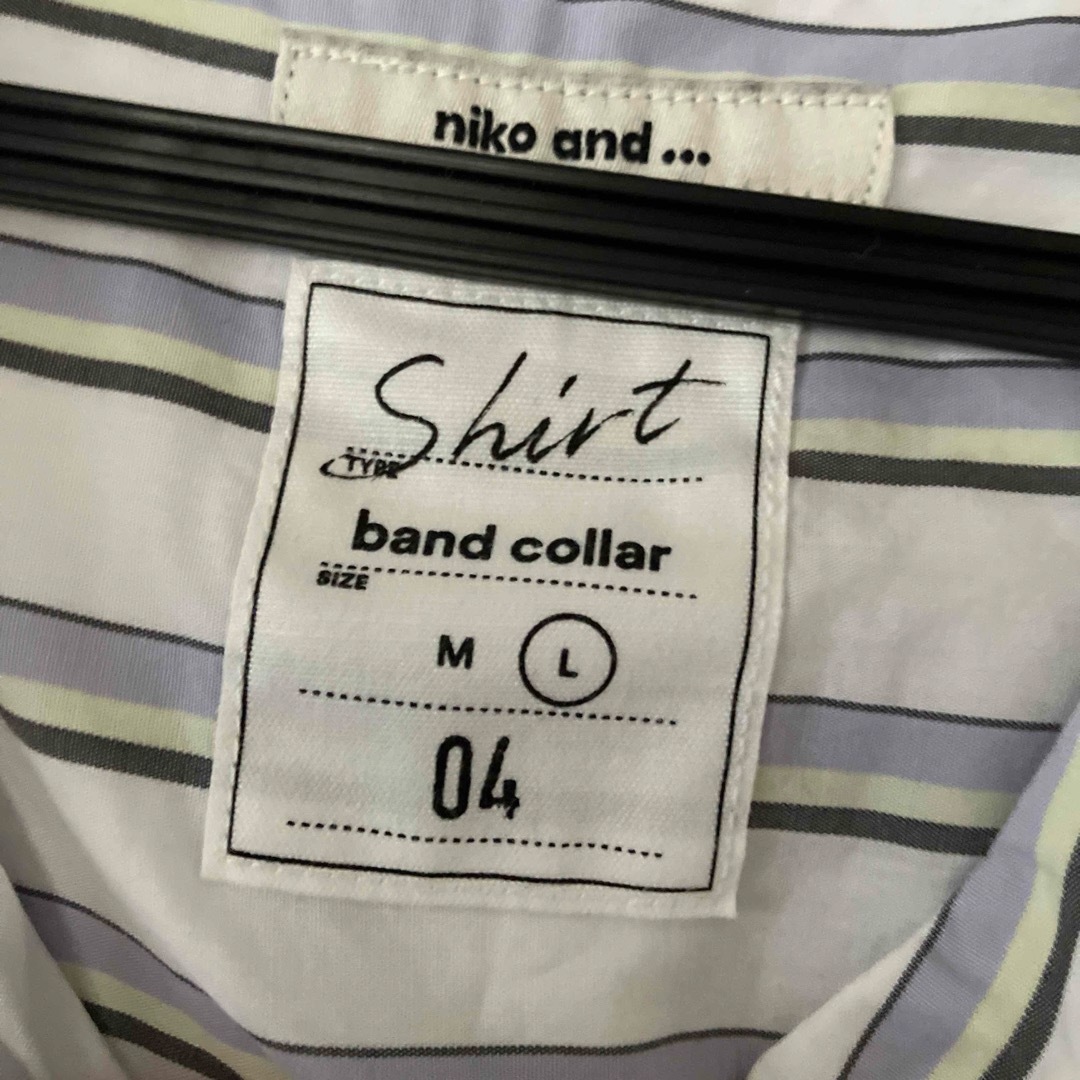 niko and ...
Shirt
TYPE
band collar
SIZE
M L
04